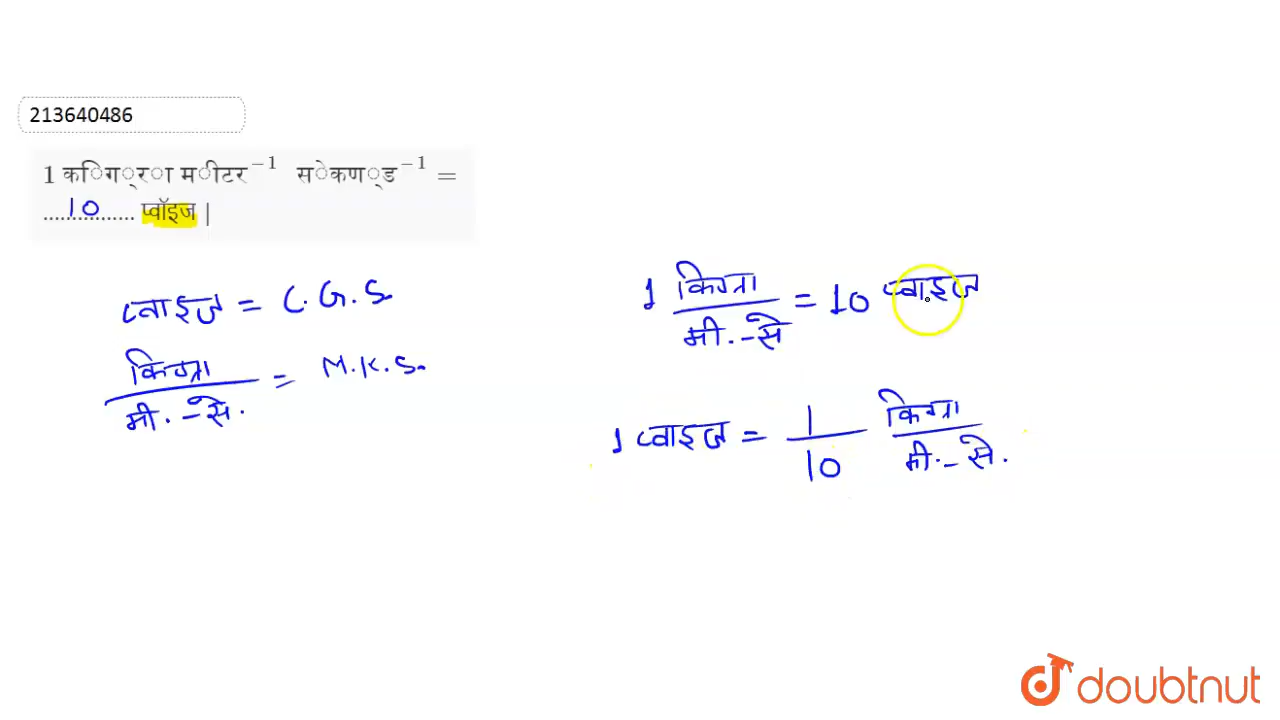 213640486
1 कििग्रा मीटर⁻¹ सेकण्ड⁻¹ =
......10......... प्वॉइज |
प्वाइज = C.G.S.
किग्रा / मी.-से. = M.K.S.
1 किग्रा / मी.-से = 10 प्वाइज
1 प्वाइज = 1/10 किग्रा / मी.-से.
doubtnut